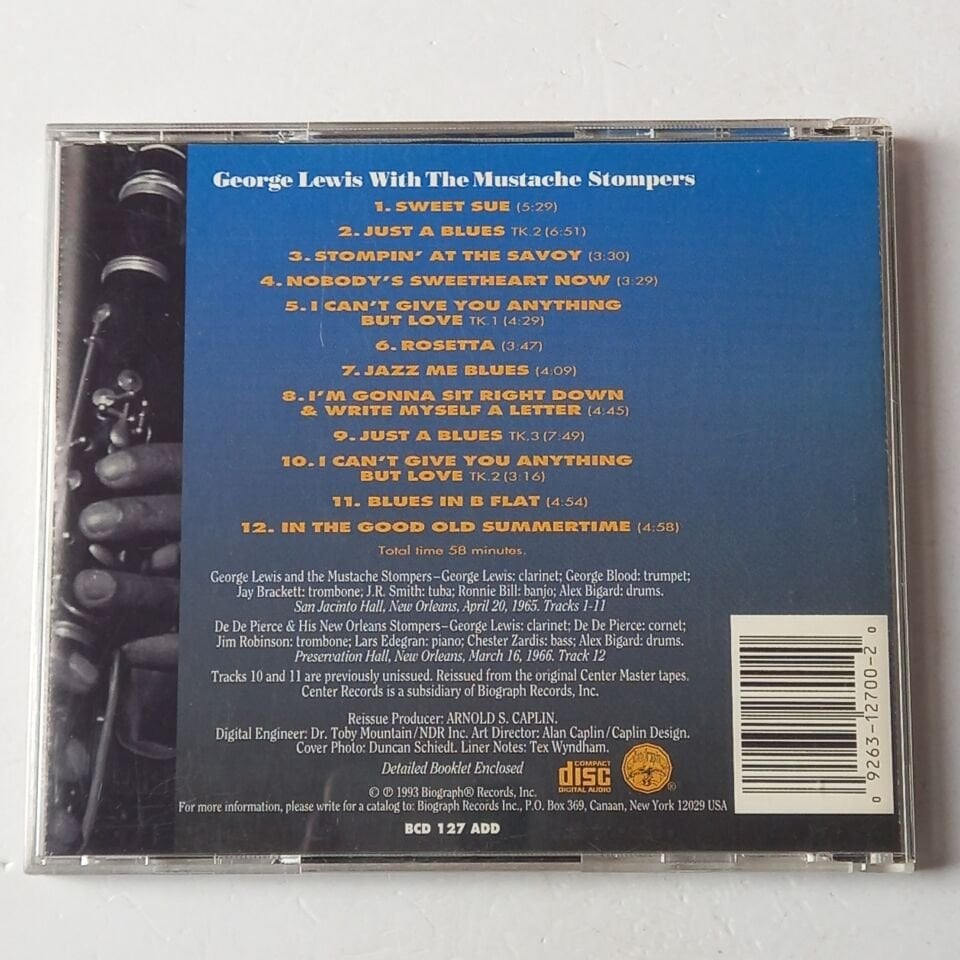 George Lewis With The Mustache Stompers
1. SWEET SUE (5:29)
2. JUST A BLUES TK.2 (6:51)
3. STOMPIN' AT THE SAVOY (3:30)
4. NOBODY'S SWEETHEART NOW (3:29)
5. I CAN'T GIVE YOU ANYTHING
BUT LOVE TK.1 (4:29)
6. ROSETTA (3:47)
7. JAZZ ME BLUES (4:09)
8. I'M GONNA SIT RIGHT DOWN
& WRITE MYSELF A LETTER (4:45)
9. JUST A BLUES TK.3 (7:49)
10. I CAN'T GIVE YOU ANYTHING
BUT LOVE TK.2 (3:16)
11. BLUES IN B FLAT (4:54)
12. IN THE GOOD OLD SUMMERTIME (4:58)
Total time 58 minutes.
George Lewis and the Mustache Stompers–George Lewis: clarinet; George Blood: trumpet;
Jay Brackett: trombone; J.R. Smith: tuba; Ronnie Bill: banjo; Alex Bigard: drums.
San Jacinto Hall, New Orleans, April 20, 1965. Tracks 1-11
De De Pierce & His New Orleans Stompers–George Lewis: clarinet; De De Pierce: cornet;
Jim Robinson: trombone; Lars Edegran: piano; Chester Zardis: bass; Alex Bigard: drums.
Preservation Hall, New Orleans, March 16, 1966. Track 12
Tracks 10 and 11 are previously unissued. Reissued from the original Center Master tapes.
Center Records is a subsidiary of Biograph Records, Inc.
Reissue Producer: ARNOLD S. CAPLIN.
Digital Engineer: Dr. Toby Mountain/NDR Inc. Art Director: Alan Caplin/Caplin Design.
Cover Photo: Duncan Schiedt. Liner Notes: Tex Wyndham.
Detailed Booklet Enclosed
COMPACT
disc
DIGITAL AUDIO
®
© ℗ 1993 Biograph® Records, Inc.
For more information, please write for a catalog to: Biograph Records Inc., P.O. Box 369, Canaan, New York 12029 USA
BCD 127 ADD
0 9263-12700-2 0